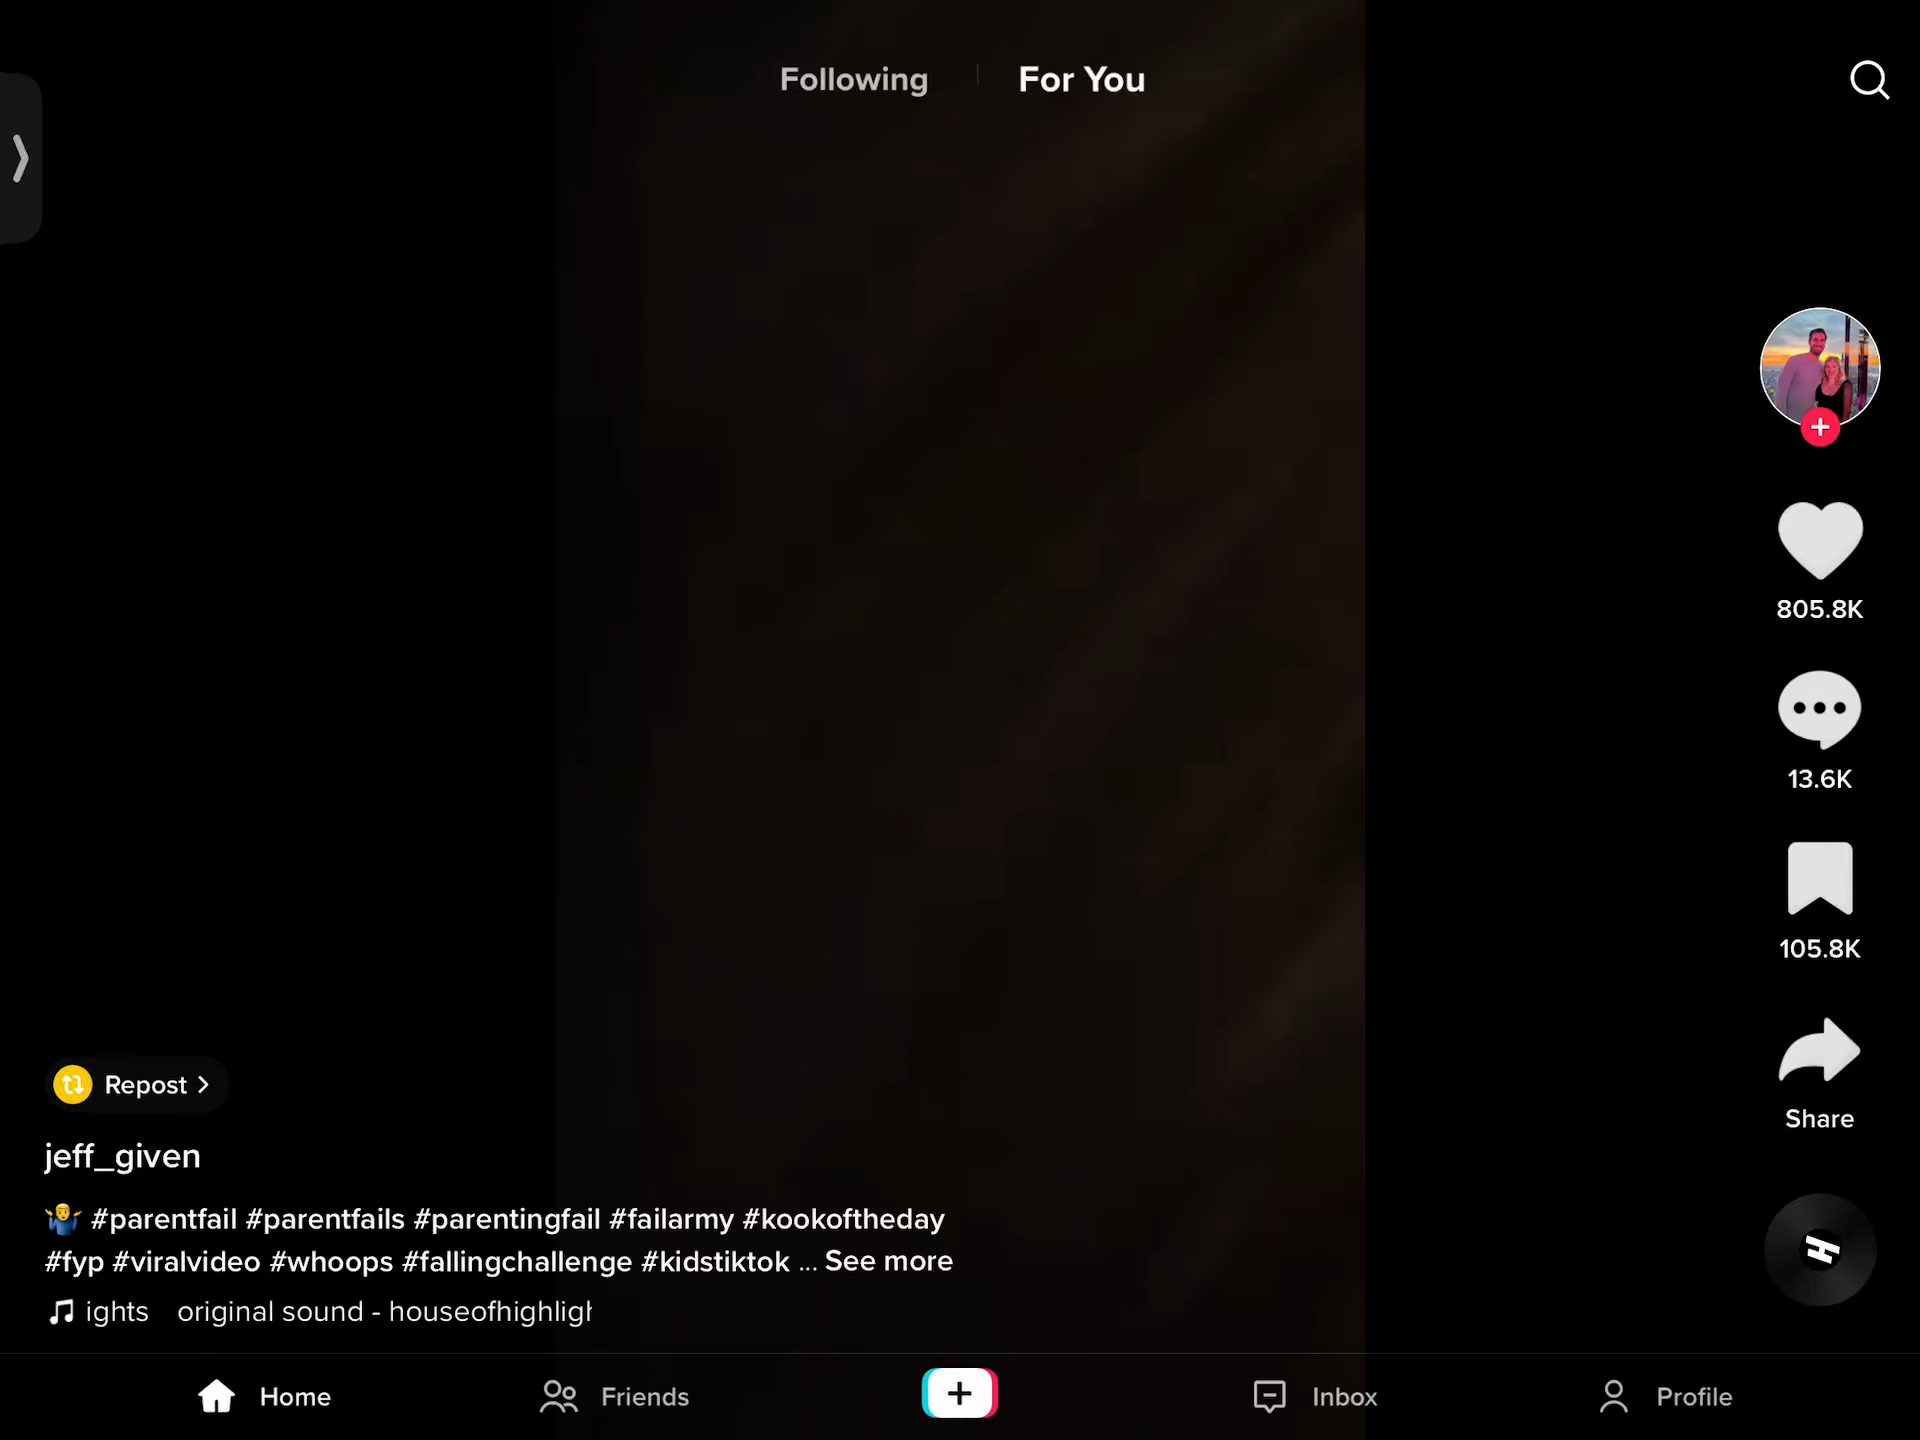 Following For You
805.8K
13.6K
105.8K
Share
Repost
jeff_given
#parentfail #parentfails #parentingfail #failarmy #kookoftheday
#fyp #viralvideo #whoops #fallingchallenge #kidstiktok ... See more
ights original sound - houseofhighligh
Home Friends Inbox Profile